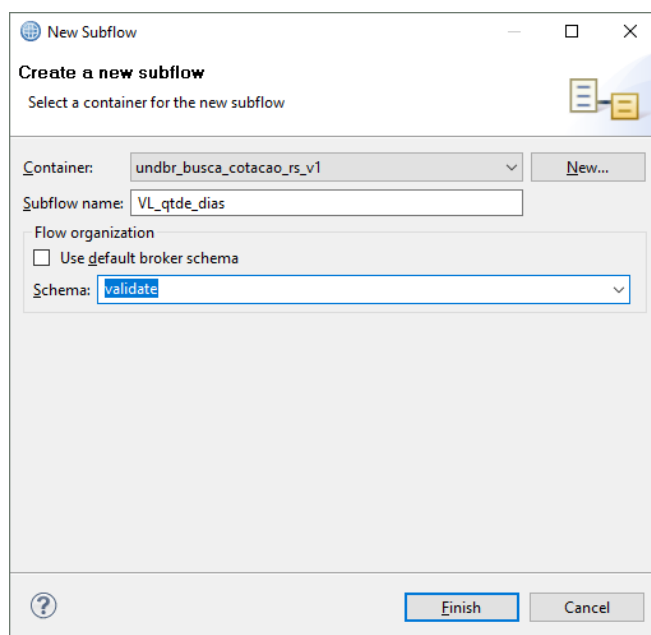 New Subflow
Create a new subflow
Select a container for the new subflow
Container: undbr_busca_cotacao_rs_v1 New...
Subflow name: VL_qtde_dias
Flow organization
Use default broker schema
Schema: validate
? Finish Cancel